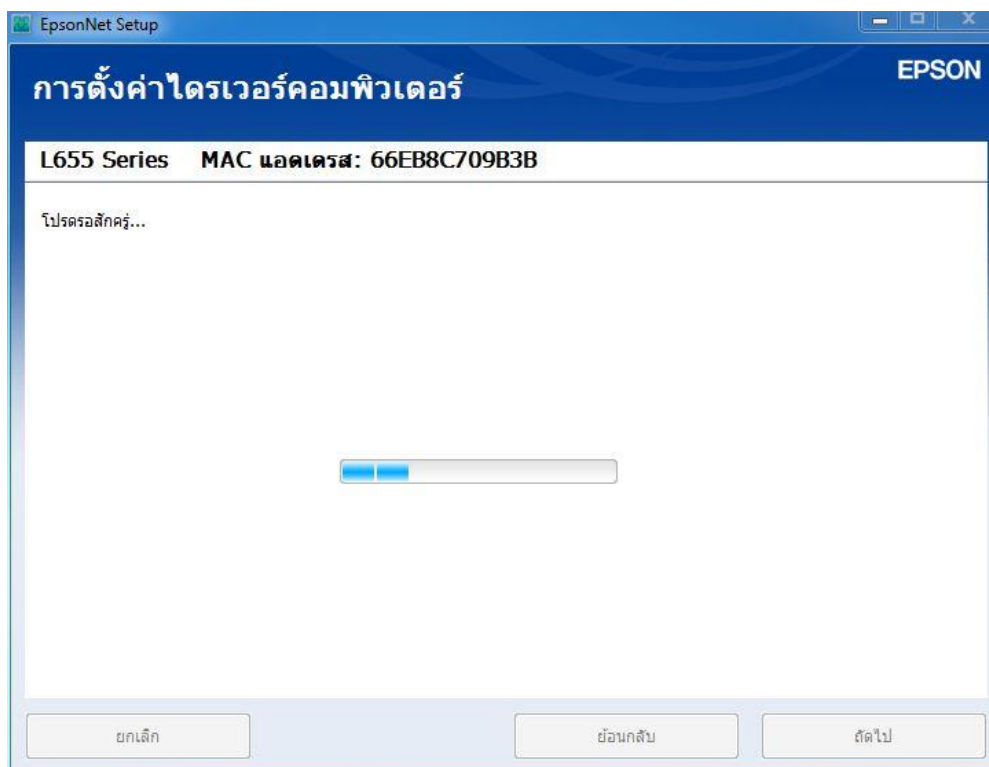 EpsonNet Setup
การตั้งค่าไดรเวอร์คอมพิวเตอร์
EPSON
L655 Series MAC แอดเดรส: 66EB8C709B3B
โปรดรอสักครู่...
ยกเลิก ย้อนกลับ ถัดไป